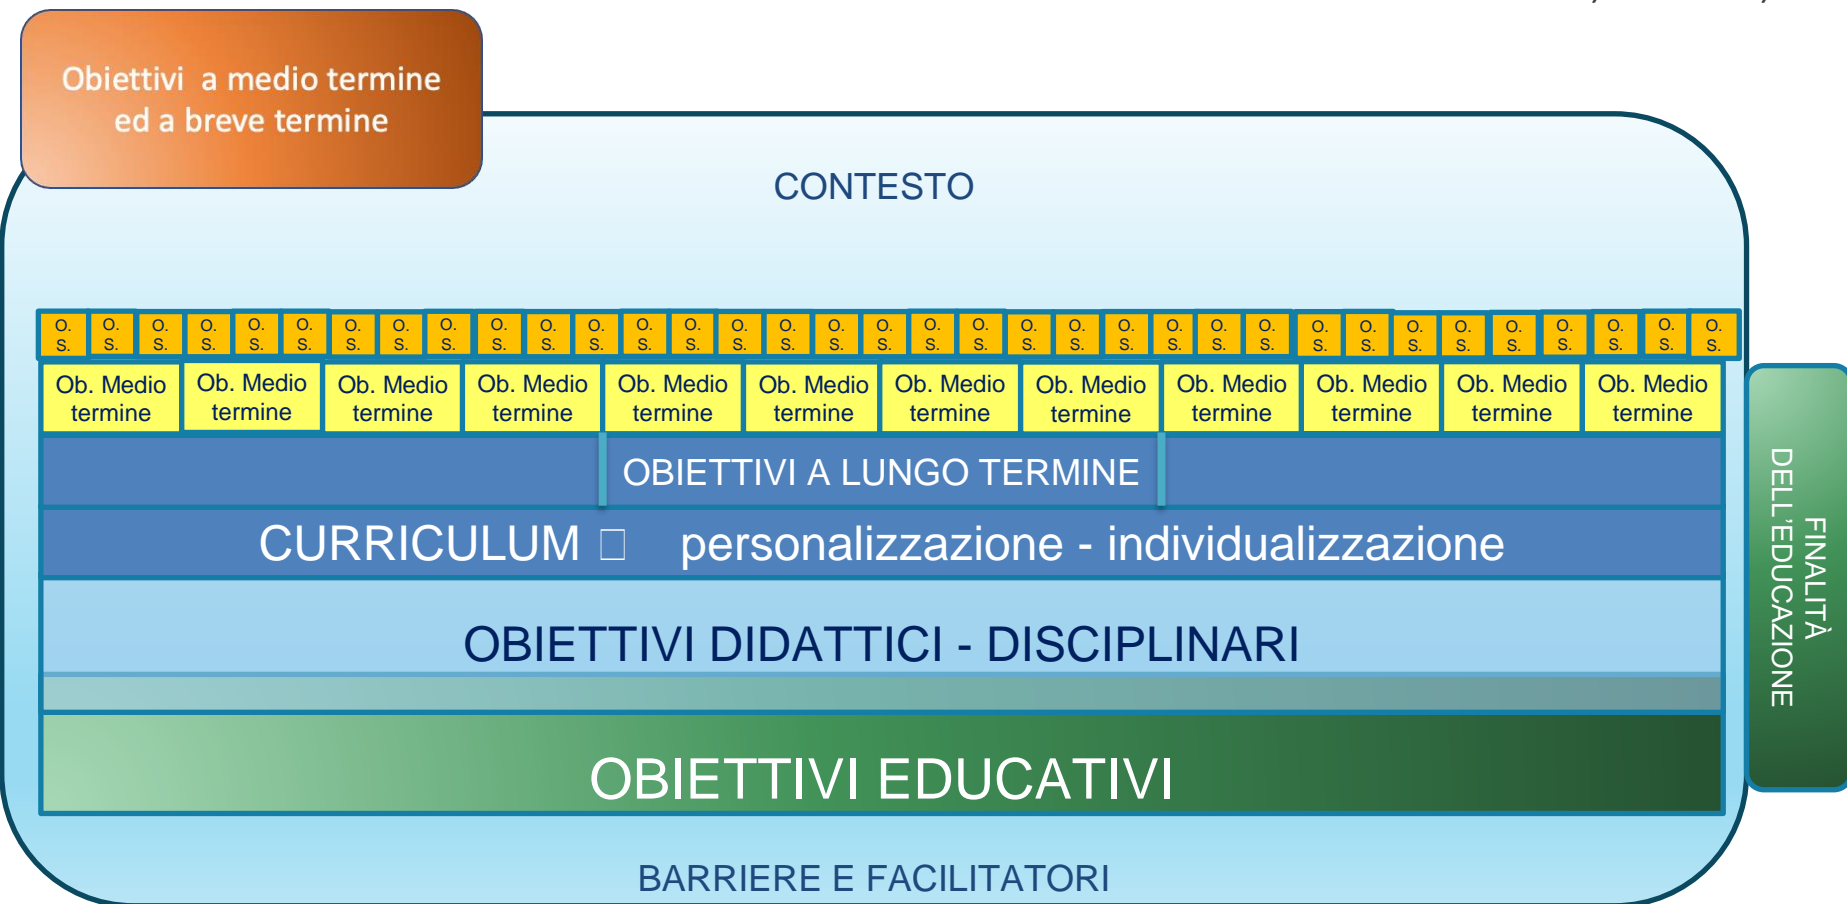 Obiettivi a medio termine
ed a breve termine
CONTESTO
O. O. O. O. O. O. O. O. O. O. O. O. O. O. O. O. O. O. O. O. O. O. O. O. O. O. O. O. O. O. O. O. O. O. O.
S. S. S. S. S. S. S. S. S. S. S. S. S. S. S. S. S. S. S. S. S. S. S. S. S. S. S. S. S. S. S. S. S. S. S.
Ob. Medio Ob. Medio Ob. Medio Ob. Medio Ob. Medio Ob. Medio Ob. Medio Ob. Medio Ob. Medio Ob. Medio Ob. Medio Ob. Medio
termine termine termine termine termine termine termine termine termine termine termine termine
OBIETTIVI A LUNGO TERMINE
CURRICULUM □ personalizzazione - individualizzazione
OBIETTIVI DIDATTICI - DISCIPLINARI
OBIETTIVI EDUCATIVI
BARRIERE E FACILITATORI
FINALITÀ
DELL'EDUCAZIONE